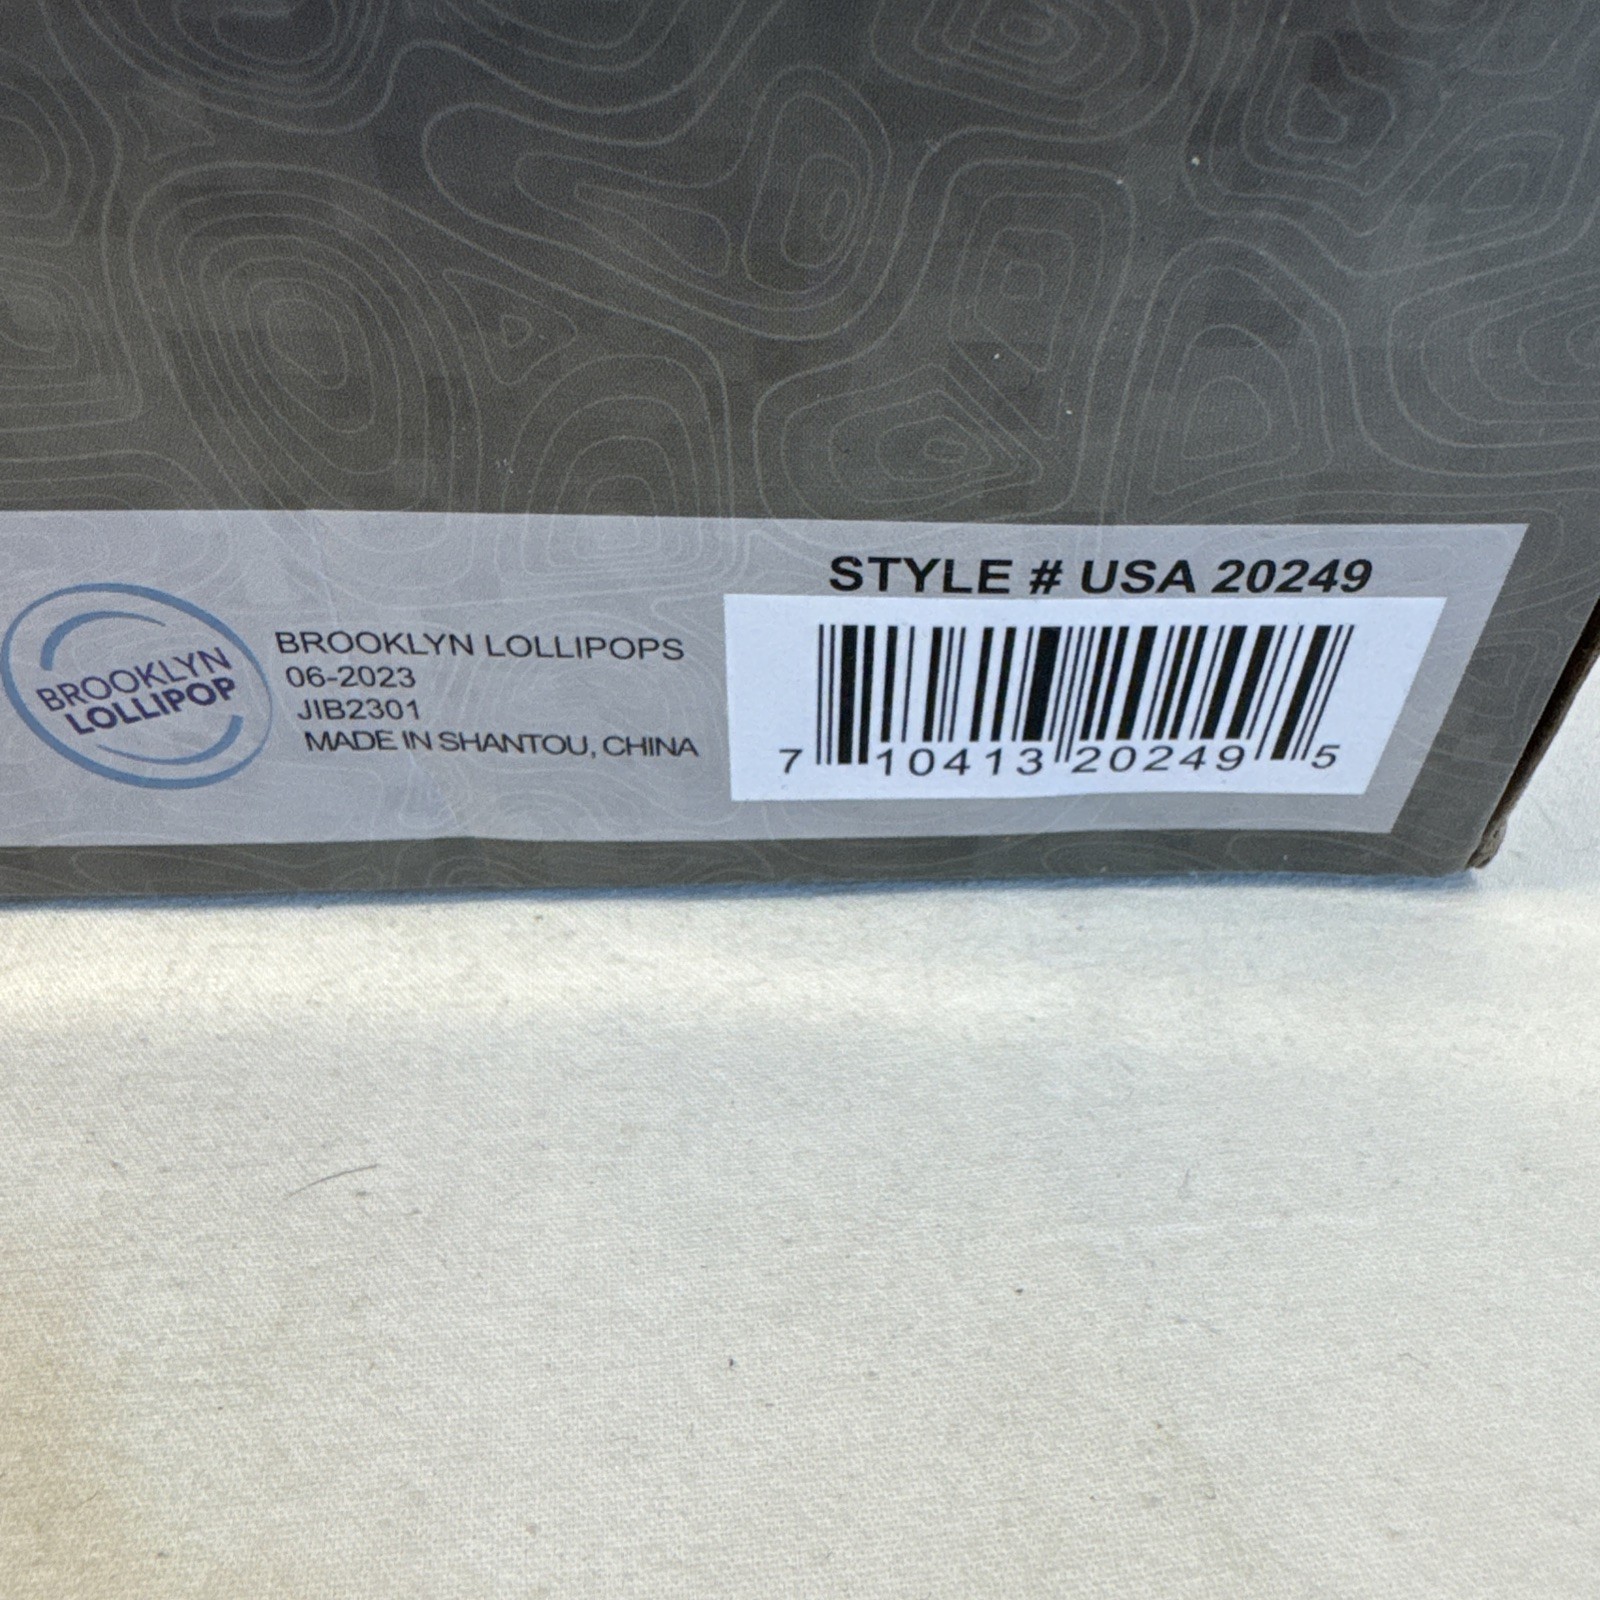 BROOKLYN
LOLLIPOP
BROOKLYN LOLLIPOPS
06-2023
JIB2301
MADE IN SHANTOU, CHINA
STYLE # USA 20249
7 10413 20249 5